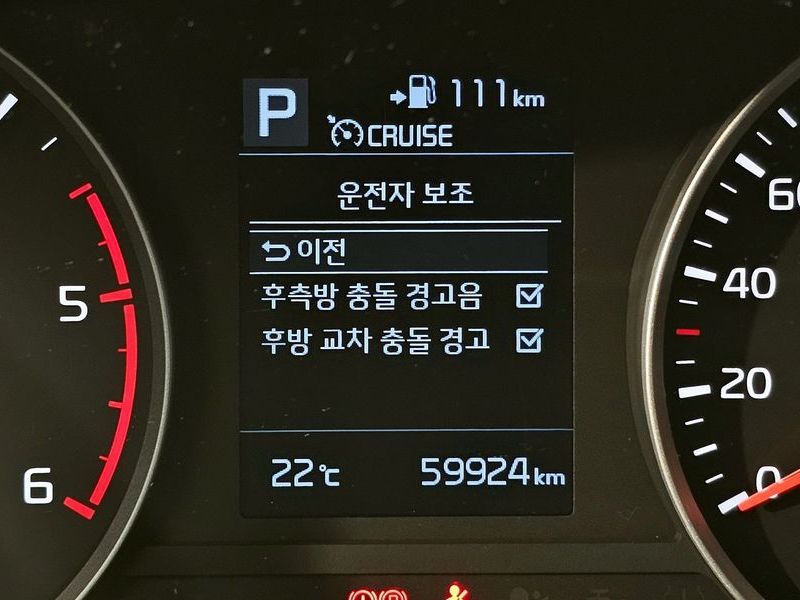 P
111km
CRUISE
운전자 보조
이전
후측방 충돌 경고음
후방 교차 충돌 경고
22℃
59924km
5
6
60
40
20
0